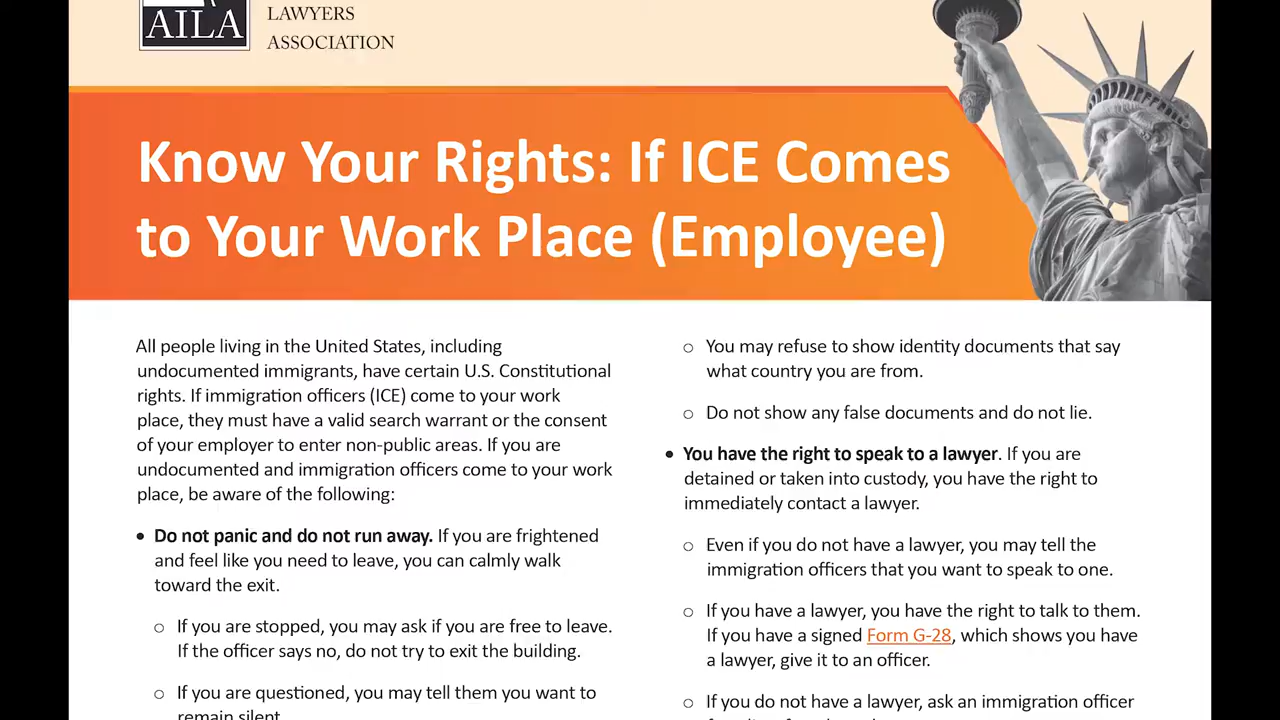 AILA
LAWYERS
ASSOCIATION
Know Your Rights: If ICE Comes
to Your Work Place (Employee)
All people living in the United States, including
undocumented immigrants, have certain U.S. Constitutional
rights. If immigration officers (ICE) come to your work
place, they must have a valid search warrant or the consent
of your employer to enter non-public areas. If you are
undocumented and immigration officers come to your work
place, be aware of the following:
• Do not panic and do not run away. If you are frightened
and feel like you need to leave, you can calmly walk
toward the exit.
○ If you are stopped, you may ask if you are free to leave.
If the officer says no, do not try to exit the building.
○ If you are questioned, you may tell them you want to
remain silent
○ You may refuse to show identity documents that say
what country you are from.
○ Do not show any false documents and do not lie.
• You have the right to speak to a lawyer. If you are
detained or taken into custody, you have the right to
immediately contact a lawyer.
○ Even if you do not have a lawyer, you may tell the
immigration officers that you want to speak to one.
○ If you have a lawyer, you have the right to talk to them.
If you have a signed Form G-28, which shows you have
a lawyer, give it to an officer.
○ If you do not have a lawyer, ask an immigration officer